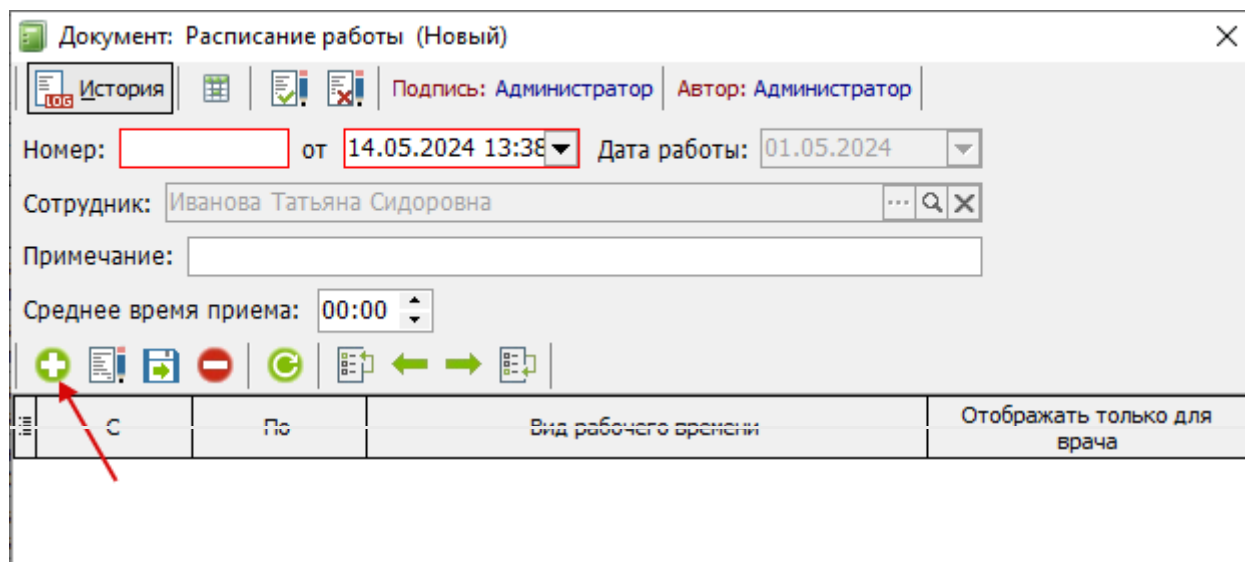 Документ: Расписание работы (Новый)
LOG История Подпись: Администратор Автор: Администратор
Номер: от 14.05.2024 13:38 Дата работы: 01.05.2024
Сотрудник: Иванова Татьяна Сидоровна
Примечание:
Среднее время приема: 00:00
С По Вид рабочего времени Отображать только для
врача